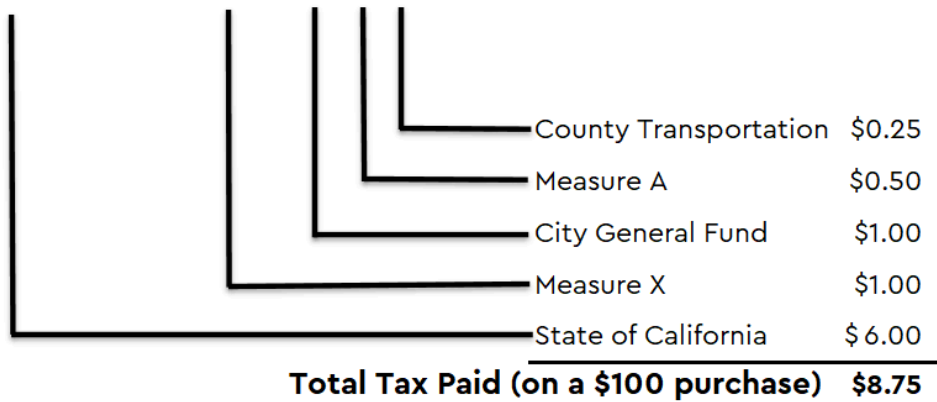 County Transportation $0.25
Measure A $0.50
City General Fund $1.00
Measure X $1.00
State of California $ 6.00
Total Tax Paid (on a $100 purchase) $8.75